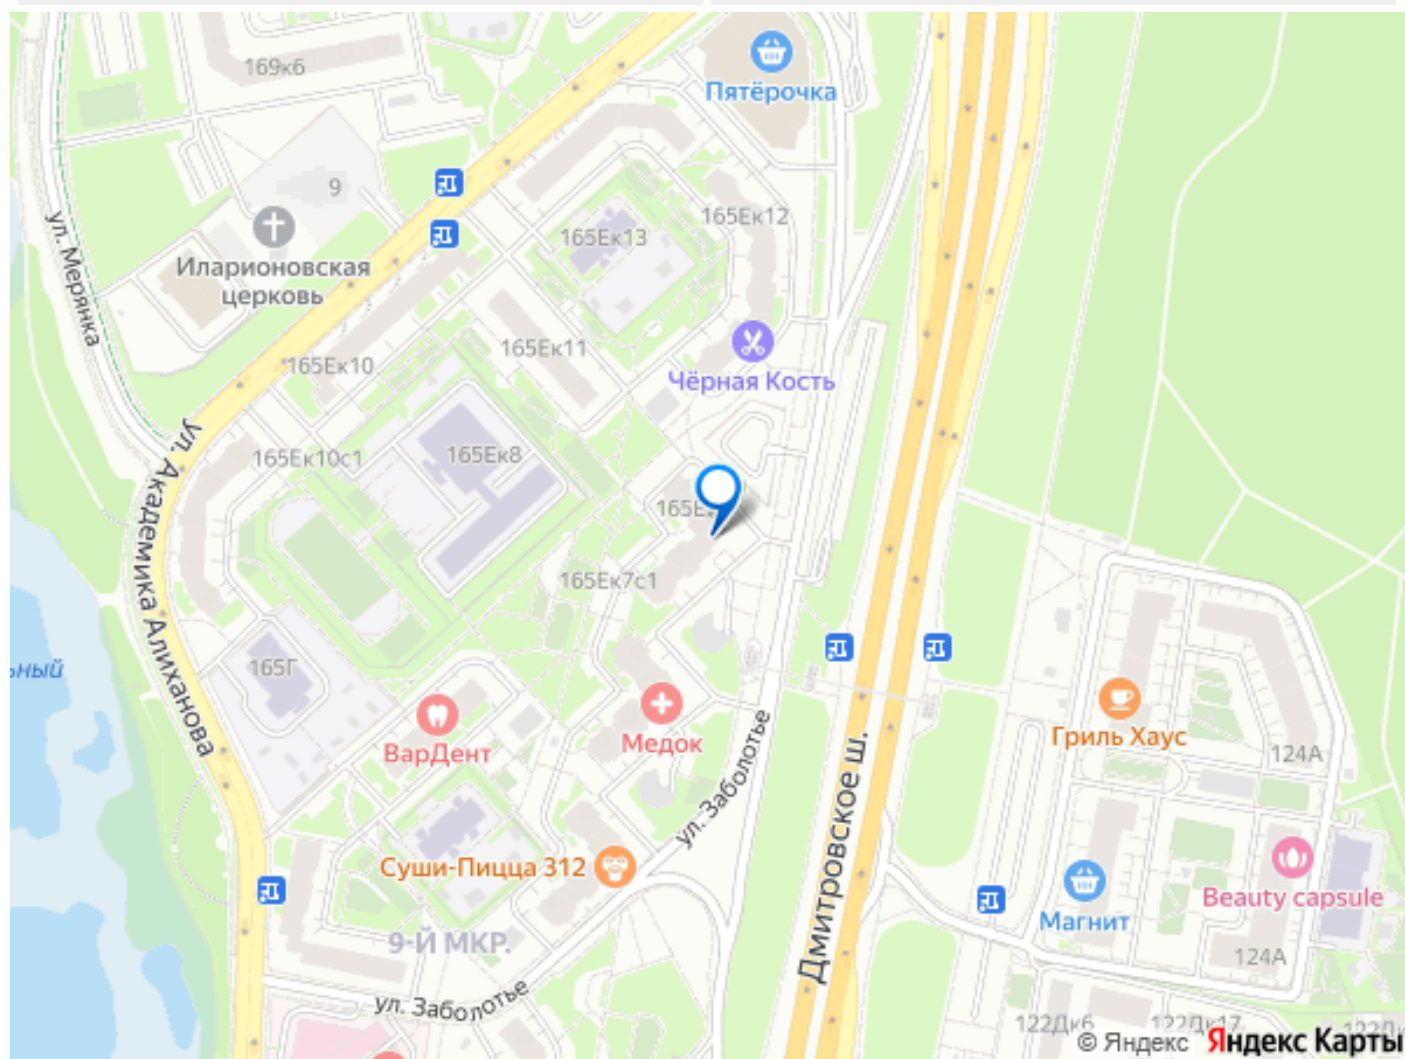 169к6
Пятёрочка
9
165Ек12
165Ек13
ул. Мерянка
Иларионовская
церковь
165Ек11
165Ек10
Чёрная Кость
ул. Академика Алиханова
165Ек10с1
165Ек8
165Е
165Ек7с1
ьный
165Г
ВарДент
Медок
Гриль Хаус
124А
ул. Заболотье
Дмитровское ш.
Суши-Пицца 312
Магнит
Beauty capsule
9-Й МКР.
124А
ул. Заболотье
122Дк6
122Дк17
© Яндекс Яндекс Карты